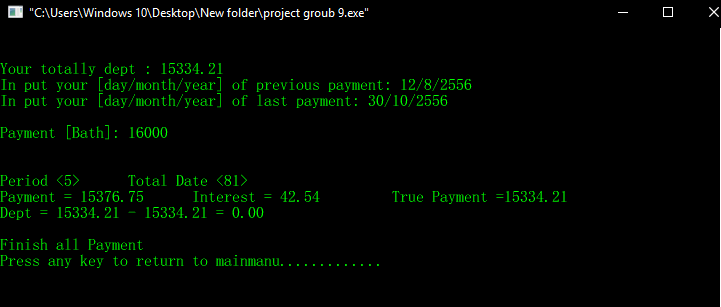 "C:\Users\Windows 10\Desktop\New folder\project groub 9.exe"
Your totally dept : 15334.21
In put your [day/month/year] of previous payment: 12/8/2556
In put your [day/month/year] of last payment: 30/10/2556
Payment [Bath]: 16000
Period <5> Total Date <81>
Payment = 15376.75 Interest = 42.54 True Payment =15334.21
Dept = 15334.21 - 15334.21 = 0.00
Finish all Payment
Press any key to return to mainmanu.............